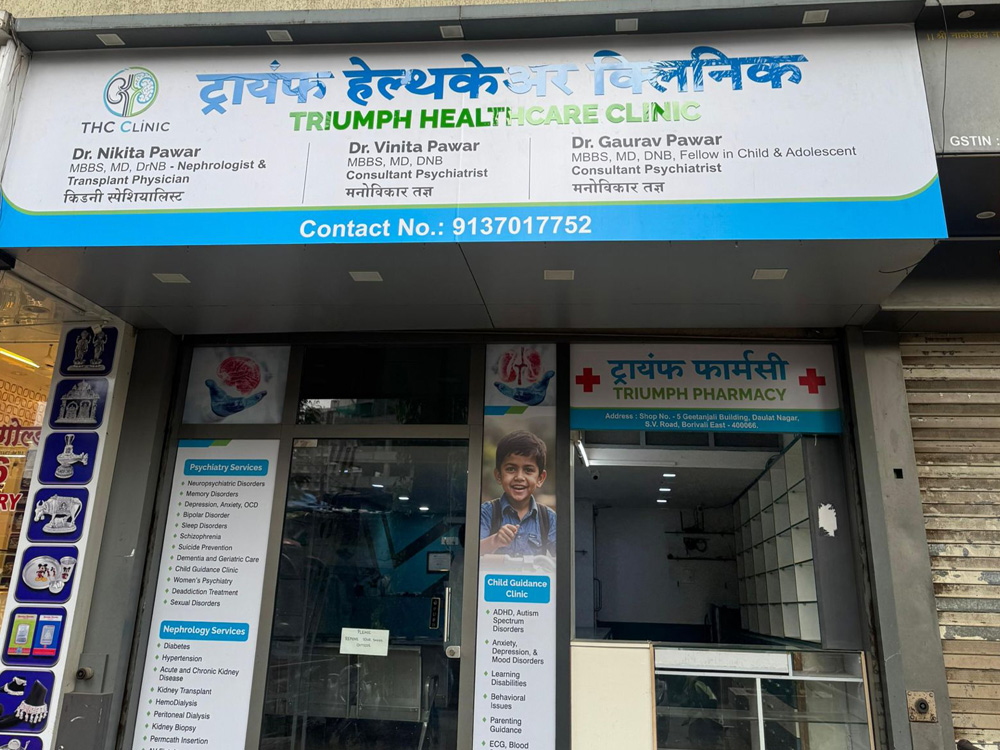 THC CLINIC
ट्रायंफ हेल्थकेअर क्लिनिक
TRIUMPH HEALTHCARE CLINIC
Dr. Nikita Pawar
MBBS, MD, DrNB - Nephrologist &
Transplant Physician
किडनी स्पेशियालिस्ट
Dr. Vinita Pawar
MBBS, MD, DNB
Consultant Psychiatrist
मनोविकार तज्ञ
Dr. Gaurav Pawar
MBBS, MD, DNB, Fellow in Child & Adolescent
Consultant Psychiatrist
मनोविकार तज्ञ
Contact No.: 9137017752
GSTIN :
Psychiatry Services
Neuropsychiatric Disorders
Memory Disorders
Depression, Anxiety, OCD
Bipolar Disorder
Sleep Disorders
Schizophrenia
Suicide Prevention
Dementia and Geriatric Care
Child Guidance Clinic
Women's Psychiatry
Deaddiction Treatment
Sexual Disorders
Nephrology Services
Diabetes
Hypertension
Acute and Chronic Kidney
Disease
Kidney Transplant
HemoDialysis
Peritoneal Dialysis
Kidney Biopsy
Permcath Insertion
PLEASE
Child Guidance
Clinic
ADHD, Autism
Spectrum
Disorders
Anxiety,
Depression, &
Mood Disorders
Learning
Disabilities
Behavioral
Issues
Parenting
Guidance
ECG, Blood
ट्रायंफ फार्मसी
TRIUMPH PHARMACY
Address : Shop No. - 5 Geetanjali Building, Daulat Nagar,
S.V. Road, Borivali East - 400066.